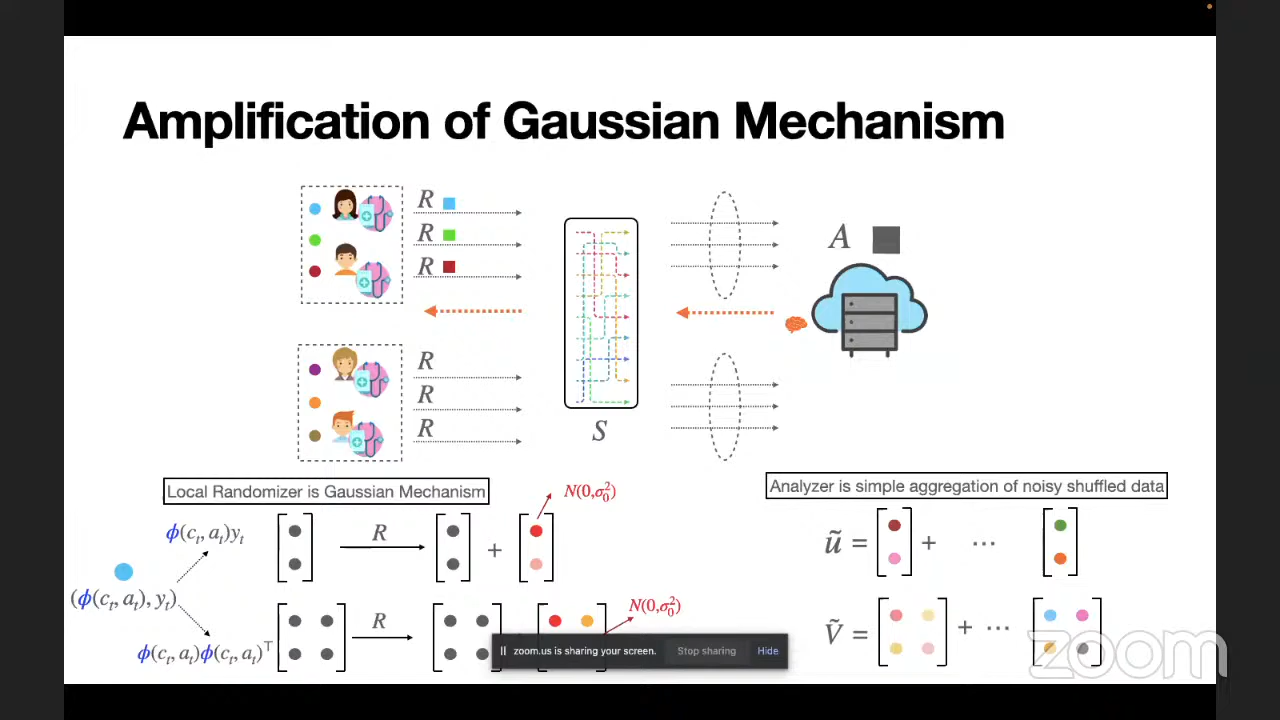 Amplification of Gaussian Mechanism
R
R
R
A
R
R
R
S
Local Randomizer is Gaussian Mechanism
N(0,σ₀²)
Analyzer is simple aggregation of noisy shuffled data
ϕ(cₜ, aₜ)yₜ
R
+
ũ = + ⋯
(ϕ(cₜ, aₜ), yₜ)
N(0,σ₀²)
R
Ṽ = + ⋯
ϕ(cₜ, aₜ)ϕ(cₜ, aₜ)⊤
zoom.us is sharing your screen. Stop sharing Hide
zoom